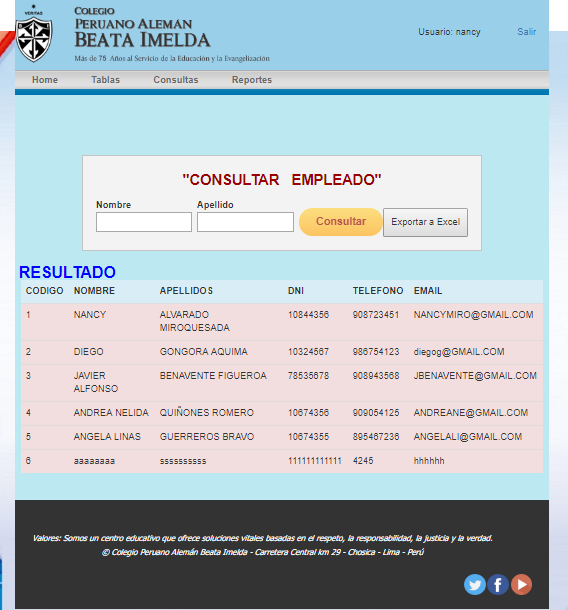 VERITAS
COLEGIO
PERUANO ALEMÁN
BEATA IMELDA
Más de 75 Años al Servicio de la Educación y la Evangelización
Usuario: nancy Salir
Home Tablas Consultas Reportes
"CONSULTAR EMPLEADO"
Nombre Apellido
Consultar Exportar a Excel
RESULTADO
CODIGO NOMBRE APELLIDOS DNI TELEFONO EMAIL
1 NANCY ALVARADO 10844356 908723451 NANCYMIRO@GMAIL.COM
MIROQUESADA
2 DIEGO GONGORA AQUIMA 10324567 986754123 diegog@GMAIL.COM
3 JAVIER BENAVENTE FIGUEROA 78535678 908943568 JBENAVENTE@GMAIL.COM
ALFONSO
4 ANDREA NELIDA QUIÑONES ROMERO 10674356 909054125 ANDREANE@GMAIL.COM
5 ANGELA LINAS GUERREROS BRAVO 10674355 895467236 ANGELALI@GMAIL.COM
6 aaaaaaaa ssssssssss 111111111111 4245 hhhhhh
Valores: Somos un centro educativo que ofrece soluciones vitales basadas en el respeto, la responsabilidad, la justicia y la verdad.
© Colegio Peruano Alemán Beata Imelda - Carretera Central km 29 - Chosica - Lima - Perú